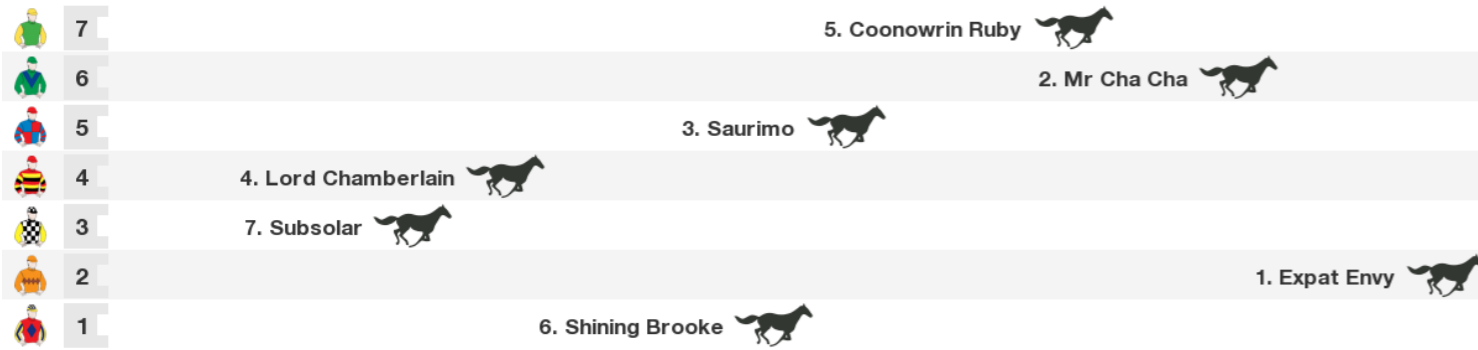 7 5. Coonowrin Ruby
6 2. Mr Cha Cha
5 3. Saurimo
4 4. Lord Chamberlain
3 7. Subsolar
2 1. Expat Envy
1 6. Shining Brooke